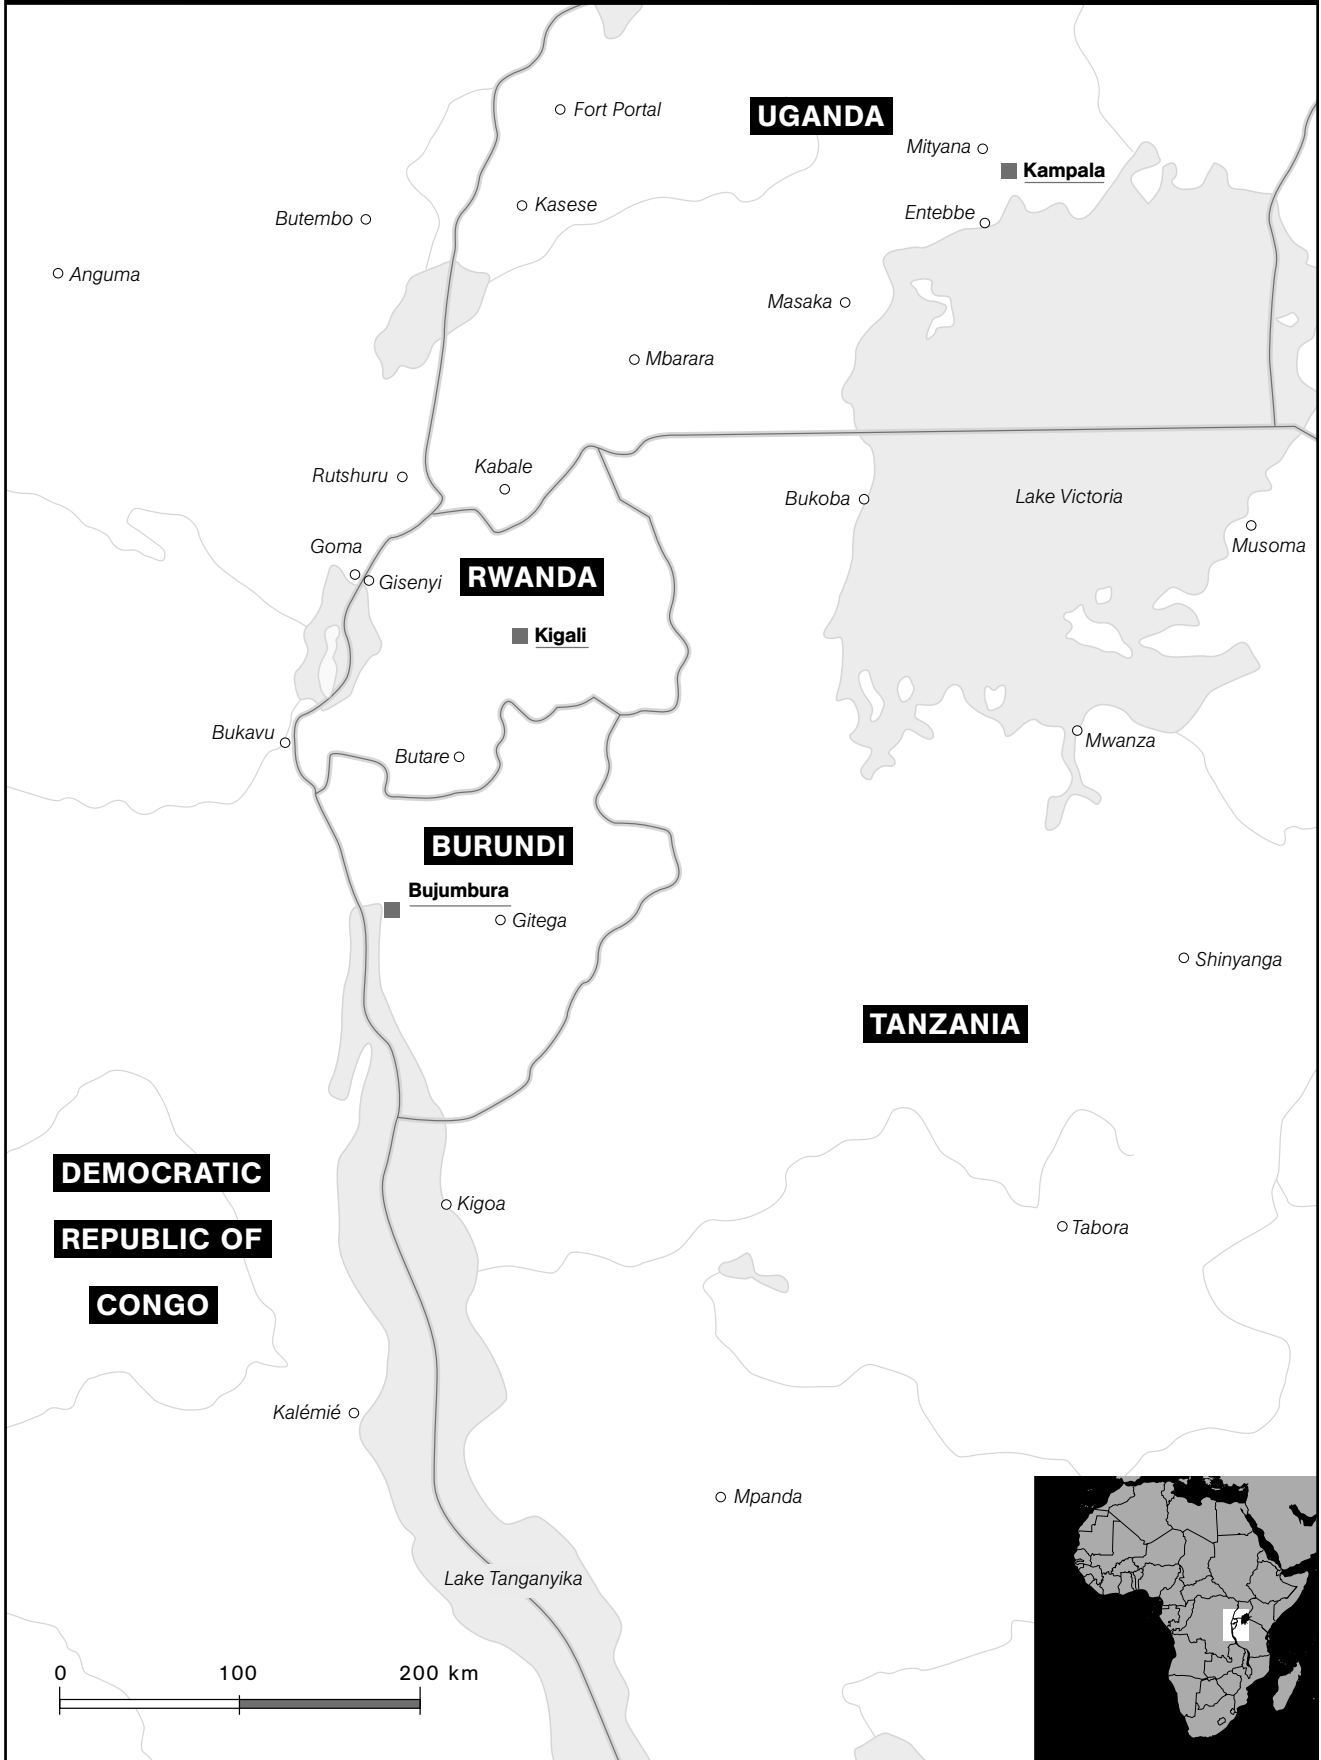 Fort Portal
UGANDA
Mityana
Kampala
Kasese
Entebbe
Butembo
Anguma
Masaka
Mbarara
Rutshuru
Kabale
Bukoba
Lake Victoria
Musoma
Goma
Gisenyi
RWANDA
Kigali
Bukavu
Butare
Mwanza
BURUNDI
Bujumbura
Gitega
Shinyanga
TANZANIA
DEMOCRATIC
REPUBLIC OF
CONGO
Kigoa
Tabora
Kalémié
Mpanda
Lake Tanganyika
0 100 200 km